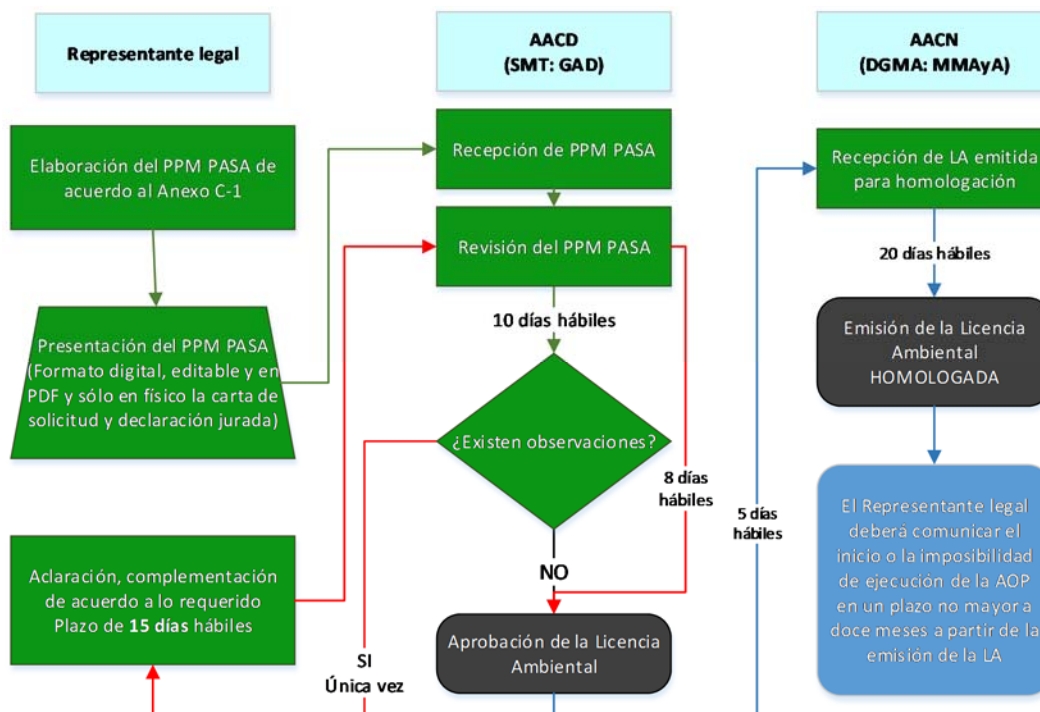 Representante legal
AACD
(SMT: GAD)
AACN
(DGMA: MMAyA)
Elaboración del PPM PASA de
acuerdo al Anexo C-1
Presentación del PPM PASA
(Formato digital, editable y en
PDF y sólo en físico la carta de
solicitud y declaración jurada)
Aclaración, complementación
de acuerdo a lo requerido
Plazo de 15 días hábiles
Recepción de PPM PASA
Revisión del PPM PASA
10 días hábiles
¿Existen observaciones?
8 días
hábiles
NO
SI
Única vez
Aprobación de la Licencia
Ambiental
5 días
hábiles
Recepción de LA emitida
para homologación
20 días hábiles
Emisión de la Licencia
Ambiental
HOMOLOGADA
El Representante legal
deberá comunicar el
inicio o la imposibilidad
de ejecución de la AOP
en un plazo no mayor a
doce meses a partir de la
emisión de la LA